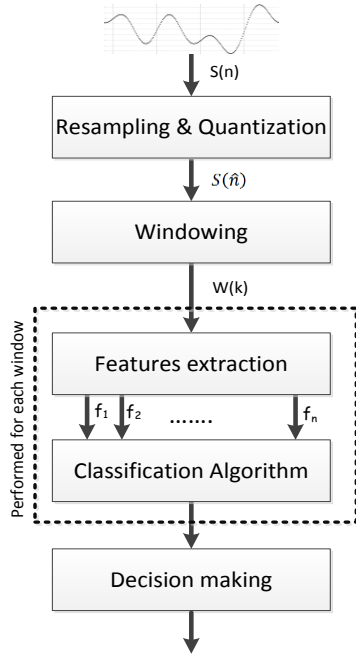 S(n)
Resampling & Quantization
S(n̂)
Windowing
W(k)
Performed for each window
Features extraction
f1 f2 ....... fn
Classification Algorithm
Decision making